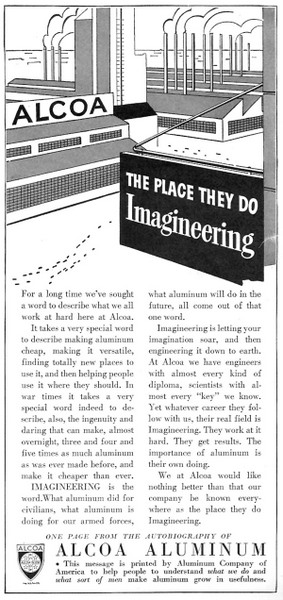 ALCOA
THE PLACE THEY DO
Imagineering
For a long time we've sought
a word to describe what we all
work at hard here at Alcoa.
It takes a very special word
to describe making aluminum
cheap, making it versatile,
finding totally new places to
use it, and then helping people
use it where they should. In
war times it takes a very
special word indeed to de-
scribe, also, the ingenuity and
daring that can make, almost
overnight, three and four and
five times as much aluminum
as was ever made before, and
make it cheaper than ever.
IMAGINEERING is the
word. What aluminum did for
civilians, what aluminum is
doing for our armed forces,
what aluminum will do in the
future, all come out of that
one word.
Imagineering is letting your
imagination soar, and then
engineering it down to earth.
At Alcoa we have engineers
with almost every kind of
diploma, scientists with al-
most every "key" we know.
Yet whatever career they fol-
low with us, their real field is
Imagineering. They work at it
hard. They get results. The
importance of aluminum is
their own doing.
We at Alcoa would like
nothing better than that our
company be known every-
where as the place they do
Imagineering.
ONE PAGE FROM THE AUTOBIOGRAPHY OF
ALCOA
ALCOA ALUMINUM
• This message is printed by Aluminum Company of
America to help people to understand what we do and
what sort of men make aluminum grow in usefulness.